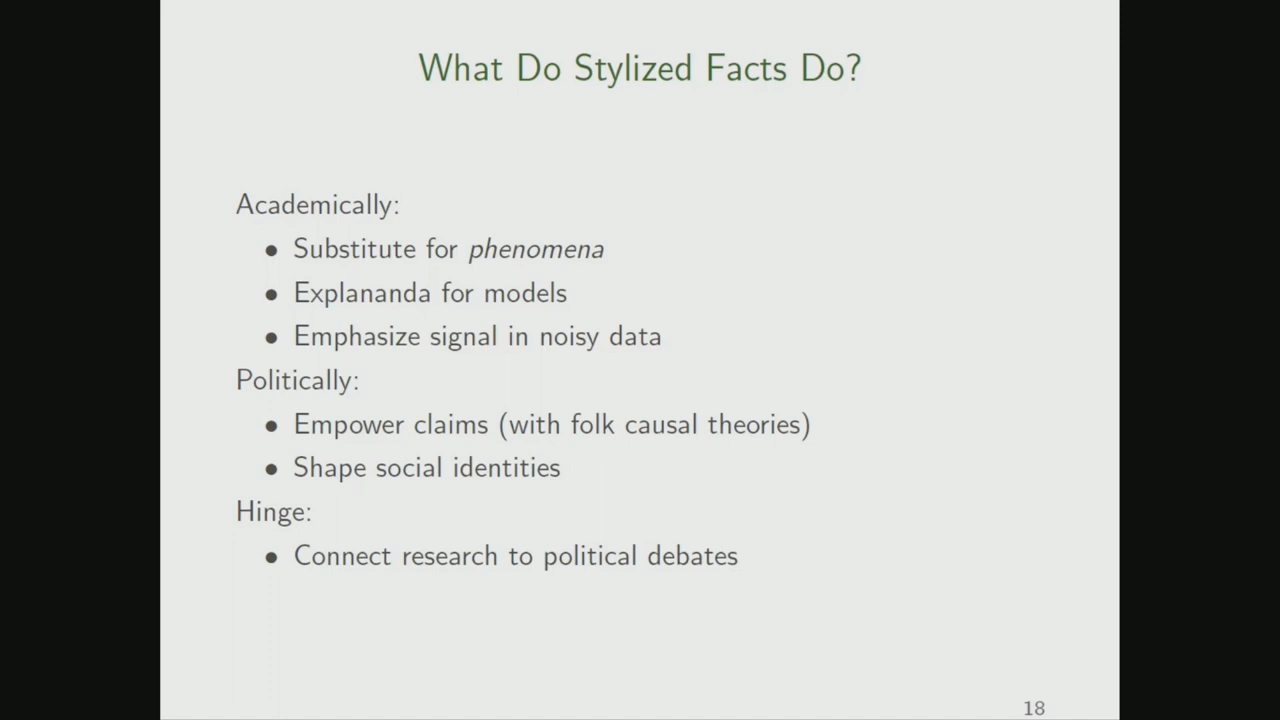 What Do Stylized Facts Do?
Academically:
• Substitute for phenomena
• Explananda for models
• Emphasize signal in noisy data
Politically:
• Empower claims (with folk causal theories)
• Shape social identities
Hinge:
• Connect research to political debates
18